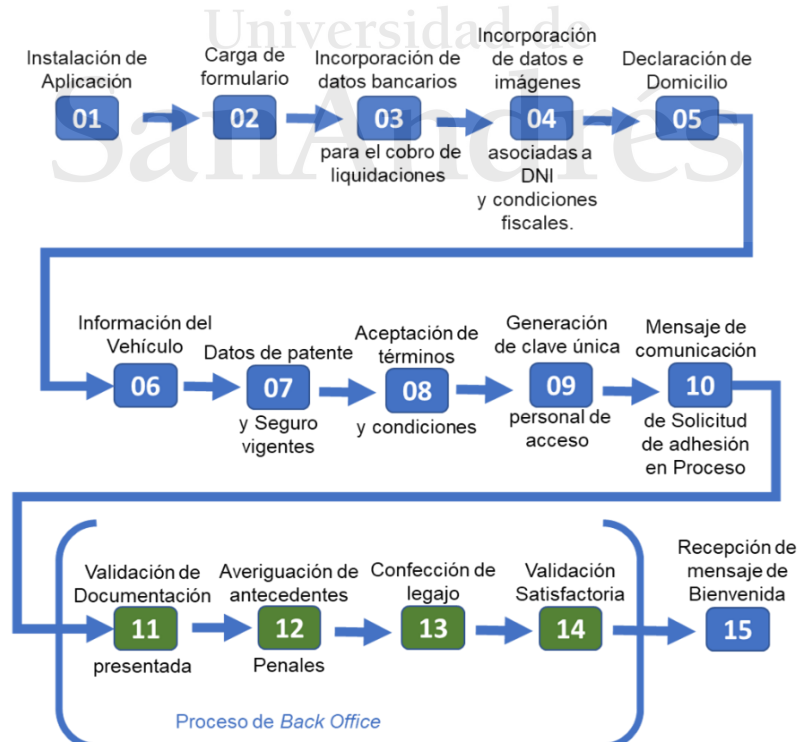 Universidad de
SanAndrés
Instalación de
Aplicación
01
Carga de
formulario
02
Incorporación de
datos bancarios
03
para el cobro de
liquidaciones
Incorporación
de datos e
imágenes
04
asociadas a
DNI
y condiciones
fiscales.
Declaración de
Domicilio
05
Información del
Vehículo
06
Datos de patente
07
y Seguro
vigentes
Aceptación de
términos
08
y condiciones
Generación
de clave única
09
personal de
acceso
Mensaje de
comunicación
10
de Solicitud
de adhesión
en Proceso
Validación de
Documentación
11
presentada
Averiguación de
antecedentes
12
Penales
Confección de
legajo
13
Validación
Satisfactoria
14
Recepción de
mensaje de
Bienvenida
15
Proceso de Back Office